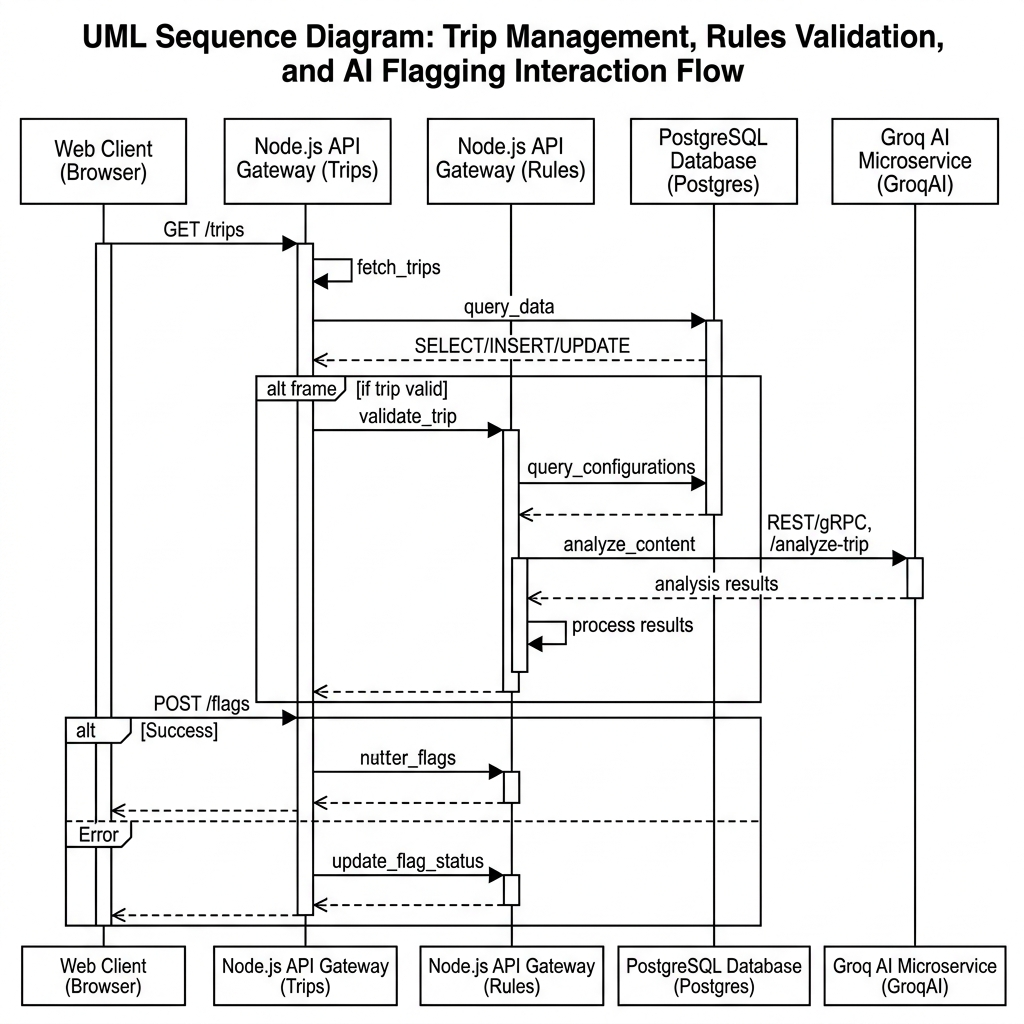 UML Sequence Diagram: Trip Management, Rules Validation,
and AI Flagging Interaction Flow
Web Client
(Browser)
Node.js API
Gateway (Trips)
Node.js API
Gateway (Rules)
PostgreSQL
Database
(Postgres)
Groq AI
Microservice
(GroqAI)
GET /trips
fetch_trips
query_data
SELECT/INSERT/UPDATE
alt frame [if trip valid]
validate_trip
query_configurations
REST/gRPC,
analyze_content /analyze-trip
analysis results
process results
POST /flags
alt [Success]
nutter_flags
Error
update_flag_status
Web Client
(Browser)
Node.js API Gateway
(Trips)
Node.js API Gateway
(Rules)
PostgreSQL Database
(Postgres)
Groq AI Microservice
(GroqAI)